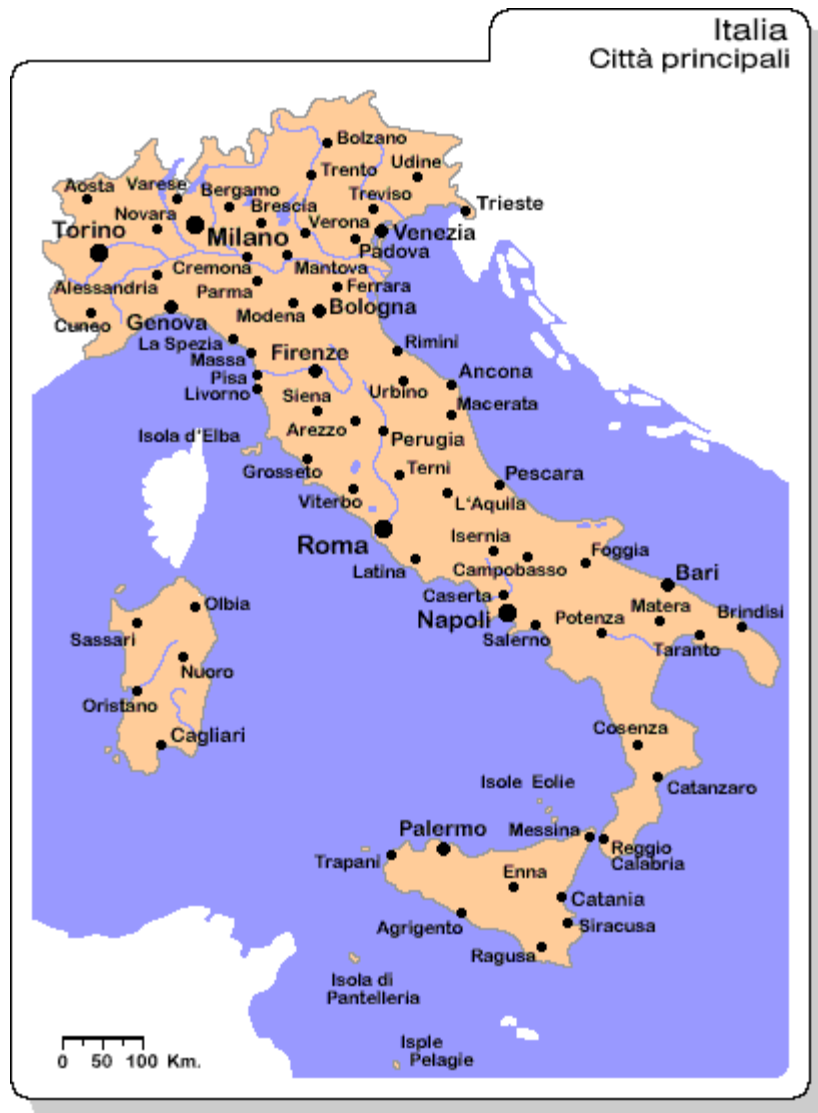 Italia
Città principali
Bolzano
Udine
Trento
Aosta
Varese
Bergamo
Treviso
Trieste
Novara
Brescia
Verona
Torino
Milano
Venezia
Padova
Cremona
Mantova
Alessandria
Parma
Ferrara
Cuneo
Genova
Modena
Bologna
La Spezia
Massa
Firenze
Rimini
Pisa
Livorno
Siena
Urbino
Ancona
Macerata
Isola d'Elba
Arezzo
Perugia
Grosseto
Terni
Pescara
Viterbo
L'Aquila
Roma
Isernia
Foggia
Latina
Campobasso
Bari
Caserta
Olbia
Napoli
Potenza
Matera
Brindisi
Sassari
Salerno
Taranto
Nuoro
Oristano
Cagliari
Cosenza
Isole Eolie
Catanzaro
Palermo
Messina
Reggio
Calabria
Trapani
Enna
Catania
Agrigento
Siracusa
Ragusa
Isola di
Pantelleria
Isple
Pelagie
0 50 100 Km.